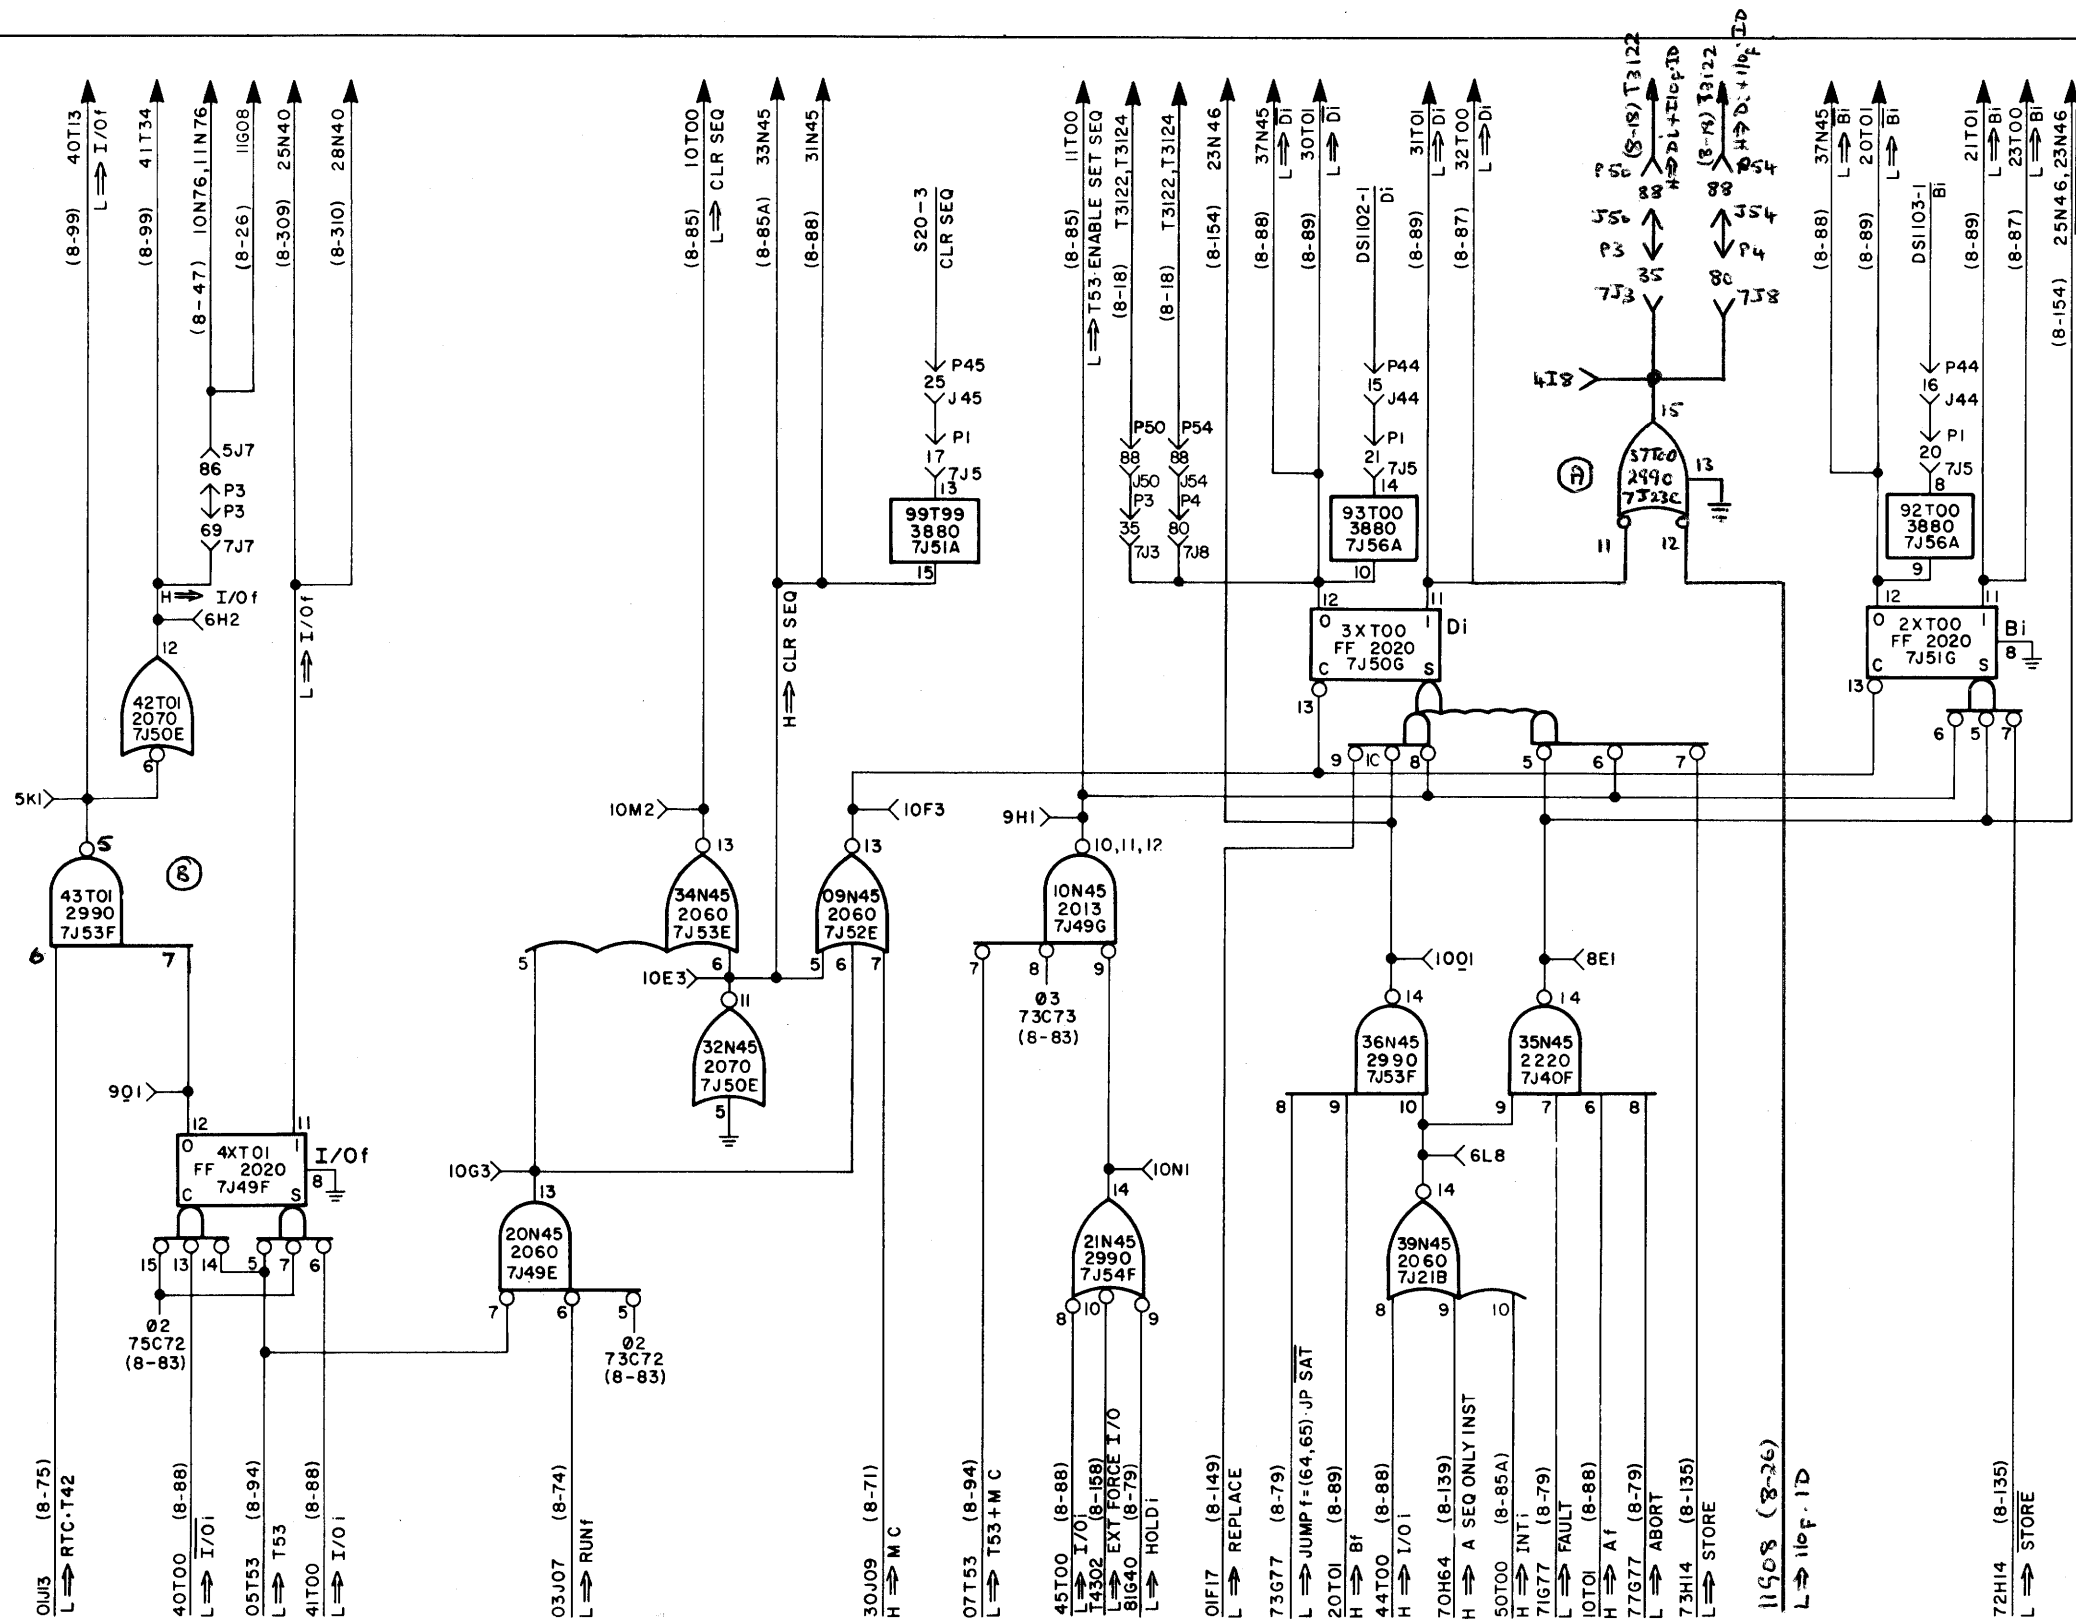 (8-99) 40T13
L⟹ I/Of
(8-99) 41T34
(8-47) 10N76,11N76
(8-26) 11G08
(8-309) 25N40
(8-310) 28N40
(8-85) 10T00
L⟹ CLR SEQ
(8-85A) 33N45
(8-88) 31N45
S20-3
CLR SEQ
(8-85) 11T00
L⟹ T53·ENABLE SET SEQ
(8-18) T3122,T3124
(8-18) T3122,T3124
(8-154) 23N46
(8-88) 37N45
L⟹ D̅i̅
(8-89) 30T01
L⟹ D̅i̅
DS1102-1
Di
(8-89) 31T01
L⟹ Di
(8-87) 32T00
L⟹ Di
(8-18) T3122
H⟹ Di+I1of·ID
(8-18) T3122
H⟹ Di+I1of·ID
(8-88) 37N45
L⟹ B̅i̅
(8-89) 20T01
L⟹ B̅i̅
DS1103-1
Bi
(8-89) 21T01
L⟹ Bi
(8-87) 23T00
L⟹ Bi
(8-154) 25N46,23N46
P50
88
J50
P3
35
7J3
P54
88
J54
P4
80
7J8
4I8
15
37T00
2990
7J23C
13
11
12
A
P45
25
J45
P1
17
7J5
13
99T99
3880
7J51A
15
P50
88
J50
P3
35
7J3
P54
88
J54
P4
80
7J8
P44
15
J44
P1
21
7J5
14
93T00
3880
7J56A
10
P44
16
J44
P1
20
7J5
8
92T00
3880
7J56A
9
5J7
86
P3
P3
69
7J7
H⟹ I/Of
6H2
12
42T01
2070
7J50E
6
L⟹ I/Of
H⟹ CLR SEQ
12
11
O
I
3XT00
FF 2020
7J50G
C
S
Di
13
9
1C
8
5
6
7
12
11
O
I
2XT00
FF 2020
7J51G
C
S
Bi
8
13
6
5
7
5K1
5
43T01
2990
7J53F
B
6
7
10M2
13
34N45
2060
7J53E
5
6
10F3
13
09N45
2060
7J52E
5
6
7
10E3
11
32N45
2070
7J50E
5
9H1
10,11,12
10N45
2013
7J49G
7
8
9
Ø3
73C73
(8-83)
10O1
14
36N45
2990
7J53F
8
9
10
8E1
14
35N45
2220
7J40F
9
7
6
8
9O1
12
11
O
I
4XT01
FF 2020
7J49F
C
S
I/Of
8
15
13
14
5
7
6
Ø2
75C72
(8-83)
10G3
13
20N45
2060
7J49E
7
6
5
Ø2
73C72
(8-83)
10N1
14
21N45
2990
7J54F
8
10
9
6L8
14
39N45
2060
7J21B
8
9
10
01J13 (8-75)
L⟹ RTC·T42
40T00 (8-88)
L⟹ I̅/̅O̅i̅
05T53 (8-94)
L⟹ T53
41T00 (8-88)
L⟹ I/Oi
03J07 (8-74)
L⟹ RUNf
30J09 (8-71)
H⟹ MC
07T53 (8-94)
L⟹ T53+MC
45T00 (8-88)
L⟹ I/Oi
T4302 (8-158)
L⟹ EXT FORCE I/O
81G40 (8-79)
L⟹ HOLDi
01F17 (8-149)
L⟹ REPLACE
73G77 (8-79)
L⟹ JUMP f=(64,65)·JP S̅A̅T̅
20T01 (8-89)
H⟹ Bf
44T00 (8-88)
H⟹ I/Oi
70H64 (8-139)
H⟹ A SEQ ONLY INST
50T00 (8-85A)
H⟹ INTi
71G77 (8-79)
L⟹ FAULT
10T01 (8-88)
H⟹ Af
77G77 (8-79)
L⟹ ABORT
73H14 (8-135)
L⟹ STORE
11G08 (8-26)
L⟹ I1of·ID
72H14 (8-135)
L⟹ S̅T̅O̅R̅E̅